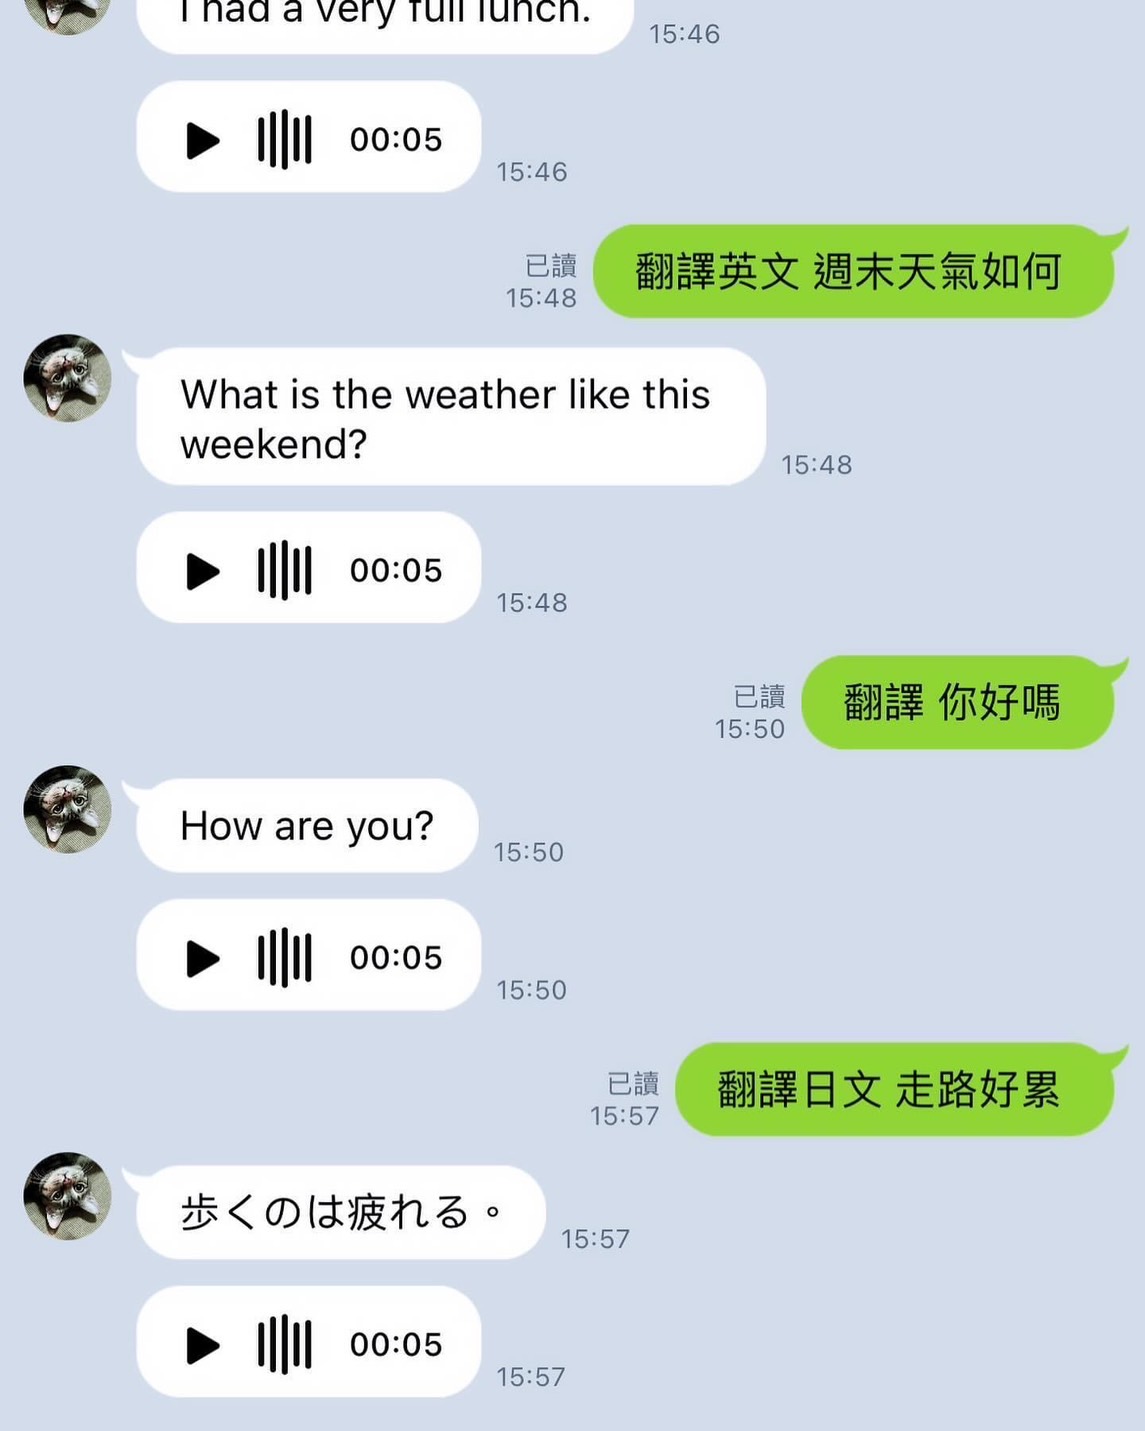 I had a very full lunch.
15:46
00:05
15:46
已讀
15:48
翻譯英文 週末天氣如何
What is the weather like this
weekend?
15:48
00:05
15:48
已讀
15:50
翻譯 你好嗎
How are you?
15:50
00:05
15:50
已讀
15:57
翻譯日文 走路好累
歩くのは疲れる。
15:57
00:05
15:57